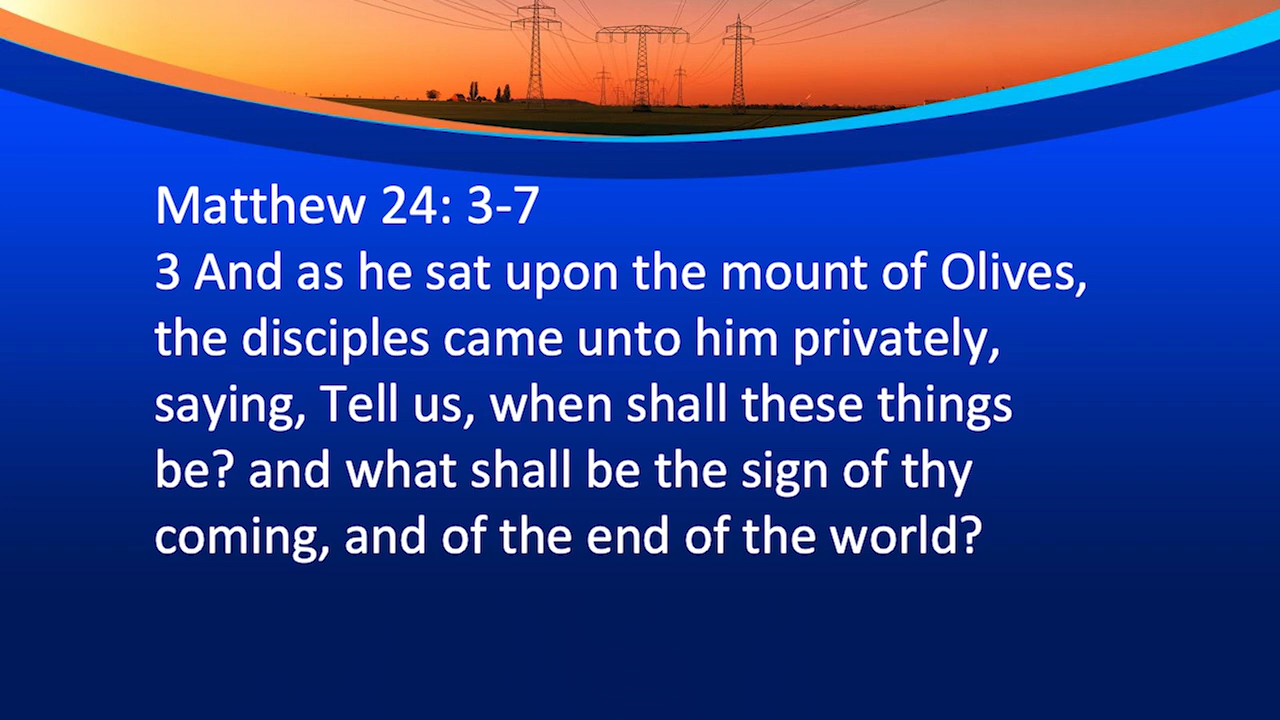 Matthew 24: 3-7
3 And as he sat upon the mount of Olives,
the disciples came unto him privately,
saying, Tell us, when shall these things
be? and what shall be the sign of thy
coming, and of the end of the world?